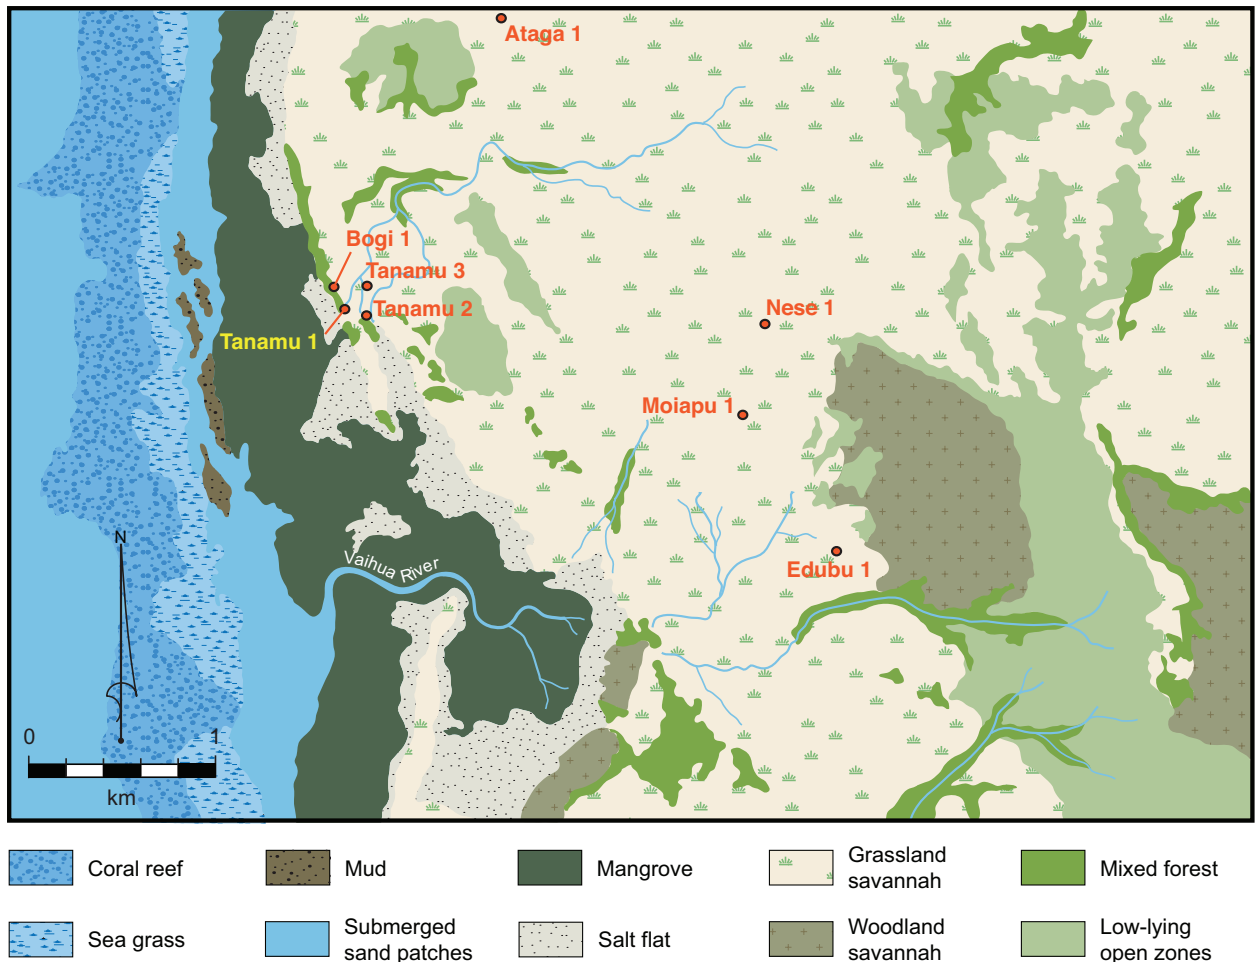 Ataga 1
Bogi 1
Tanamu 3
Tanamu 2
Nese 1
Tanamu 1
Moiapu 1
N
Vaihua River
Edubu 1
0 1
km
Coral reef
Mud
Mangrove
Grassland
savannah
Mixed forest
Sea grass
Submerged
sand patches
Salt flat
Woodland
savannah
Low-lying
open zones